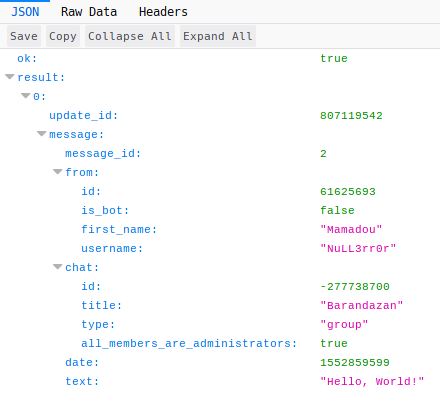 JSON Raw Data Headers
Save Copy Collapse All Expand All
ok: true
result:
0:
update_id: 807119542
message:
message_id: 2
from:
id: 61625693
is_bot: false
first_name: "Mamadou"
username: "NuLL3rr0r"
chat:
id: -277738700
title: "Barandazan"
type: "group"
all_members_are_administrators: true
date: 1552859599
text: "Hello, World!"